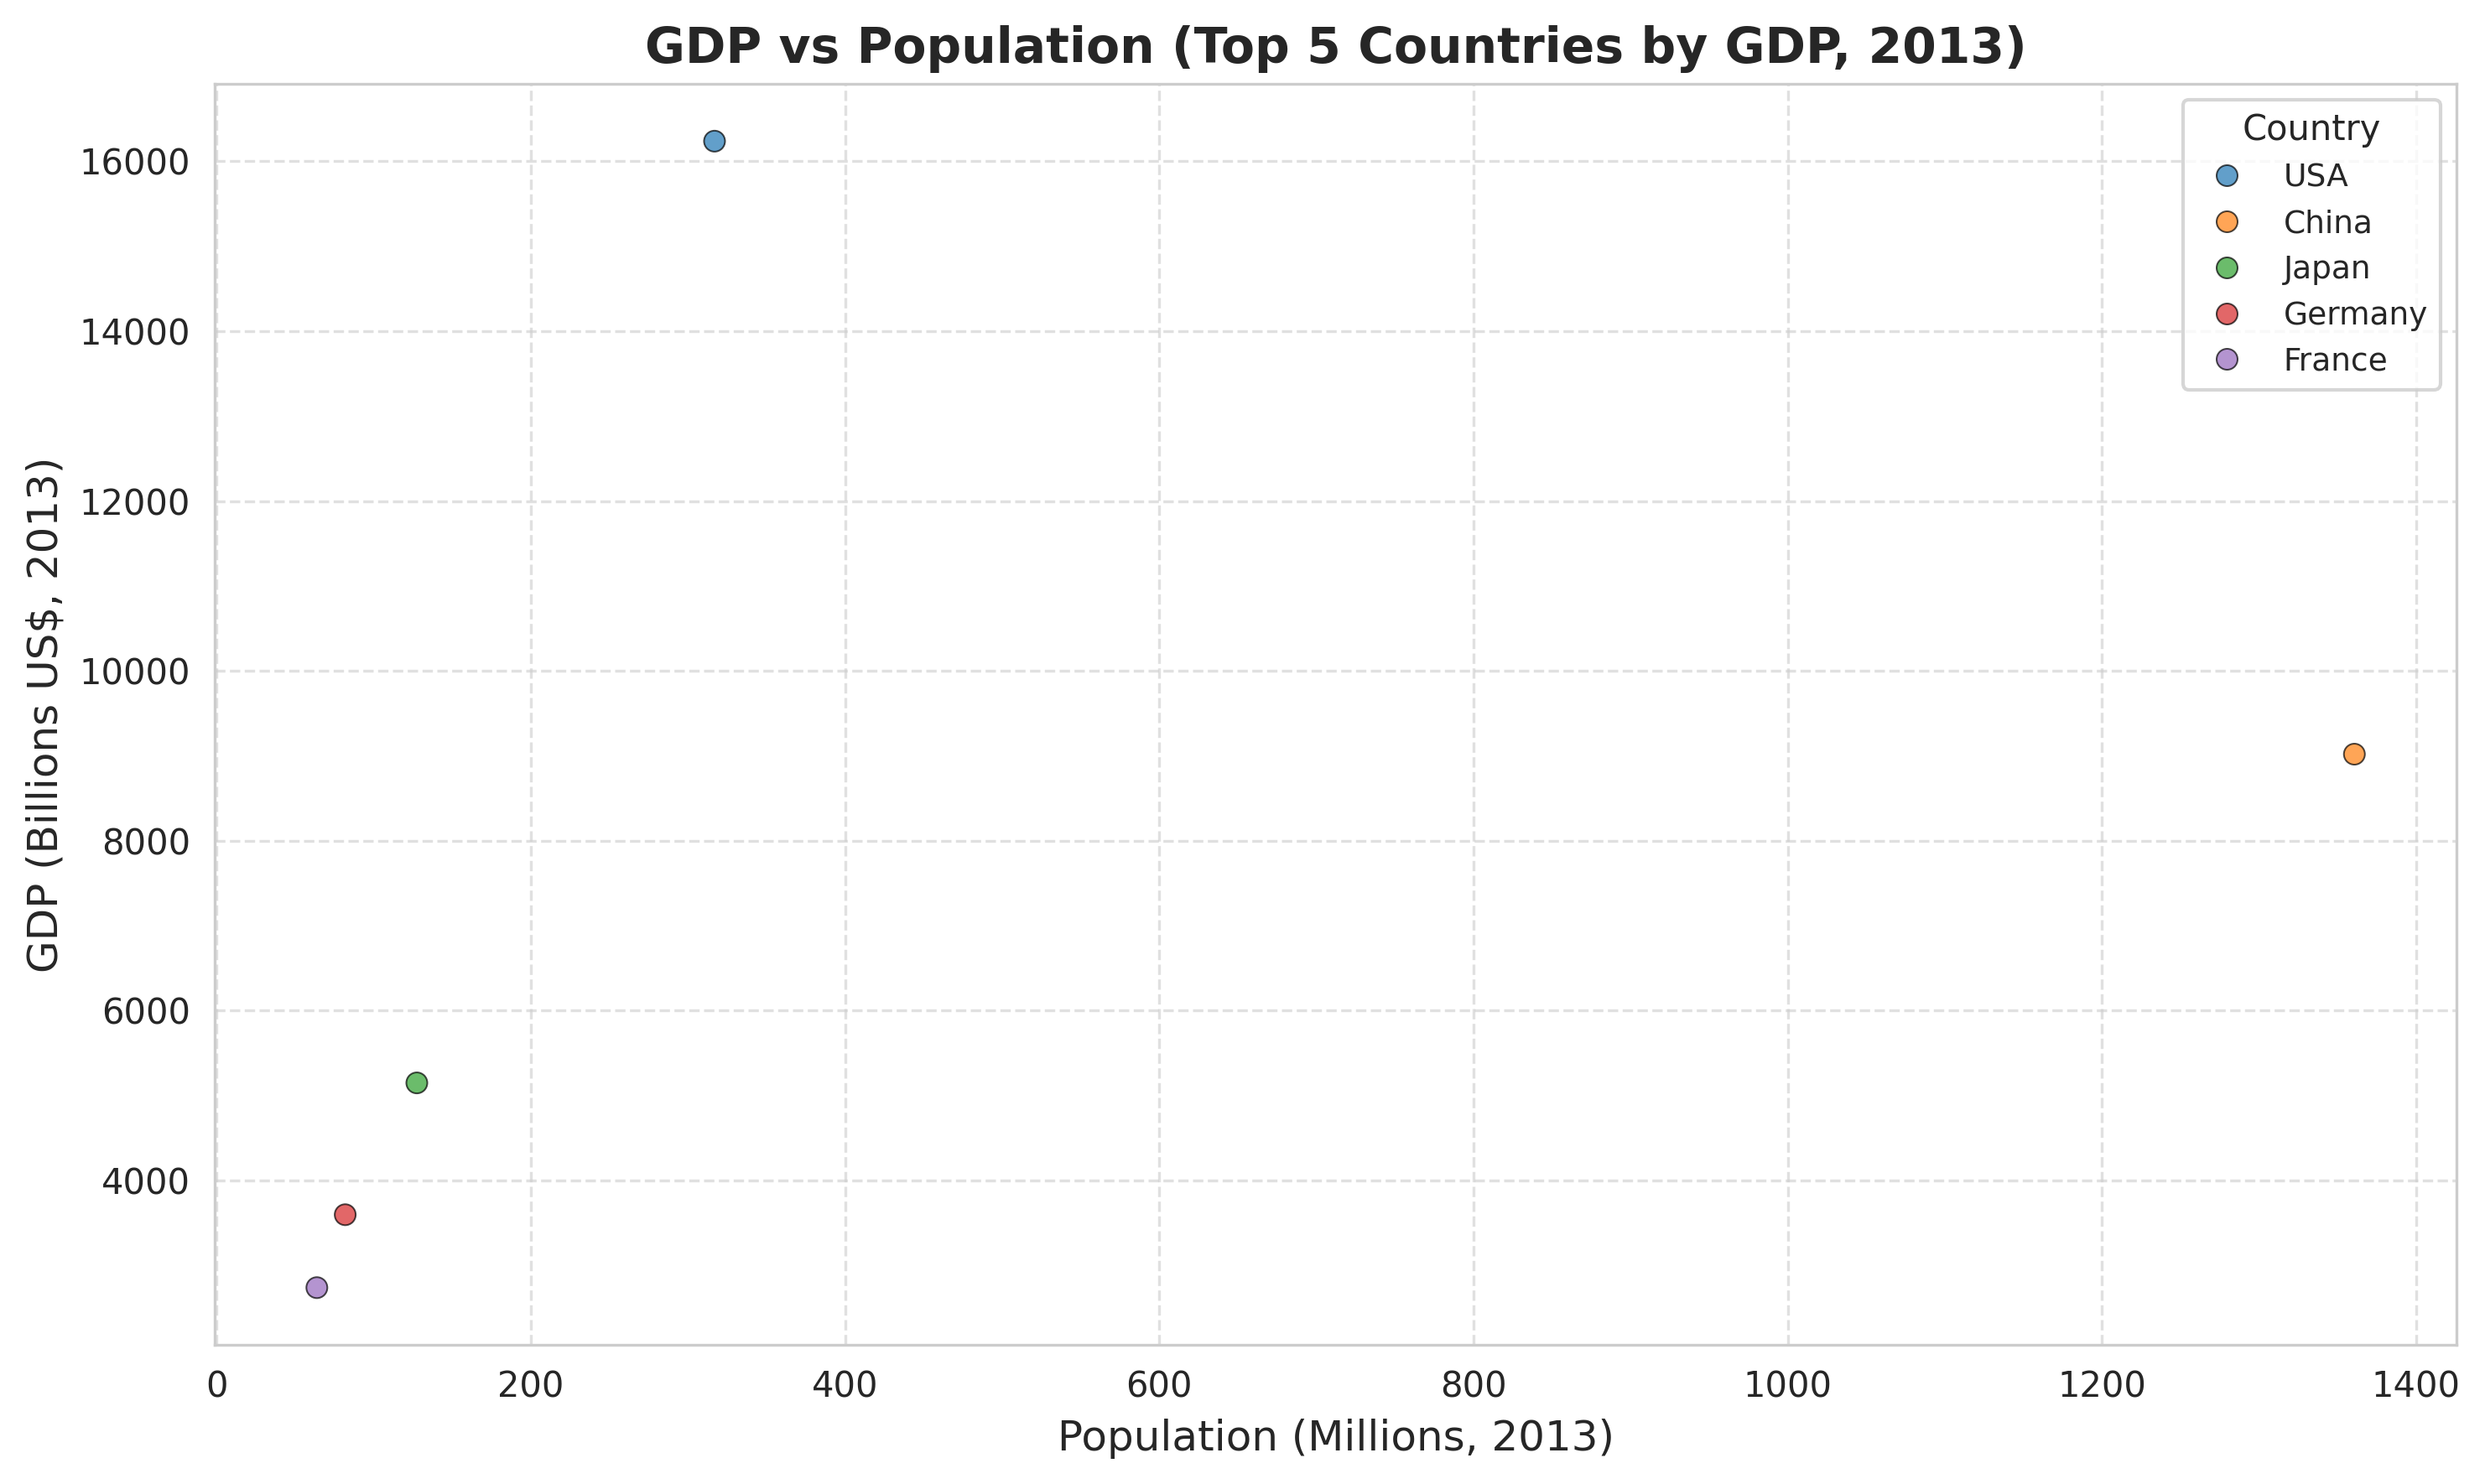 GDP vs Population (Top 5 Countries by GDP, 2013)
Country
USA
China
Japan
Germany
France
GDP (Billions US$, 2013)
16000
14000
12000
10000
8000
6000
4000
0 200 400 600 800 1000 1200 1400
Population (Millions, 2013)